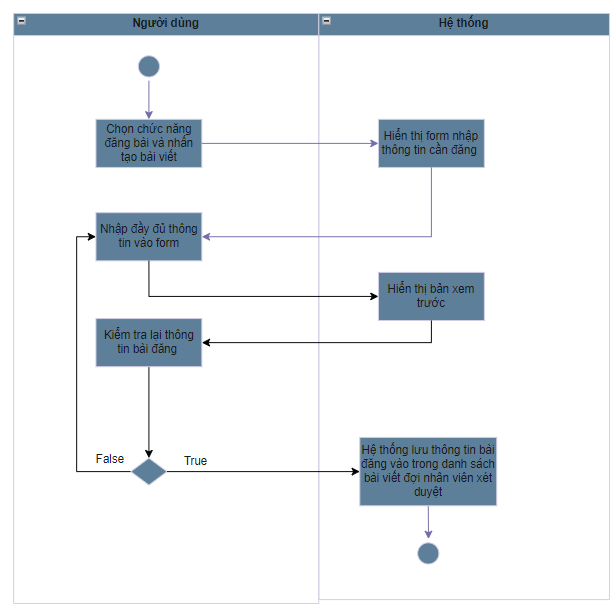 Người dùng
Hệ thống
Chọn chức năng
đăng bài và nhấn
tạo bài viết
Hiển thị form nhập
thông tin cần đăng
Nhập đầy đủ thông
tin vào form
Hiển thị bản xem
trước
Kiểm tra lại thông
tin bài đăng
False
True
Hệ thống lưu thông tin bài
đăng vào trong danh sách
bài viết đợi nhân viên xét
duyệt